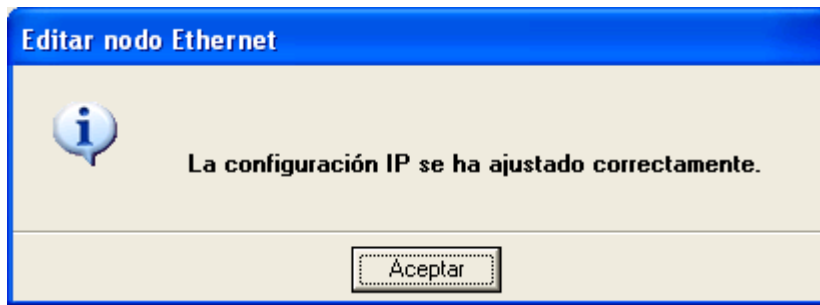 Editar nodo Ethernet
La configuración IP se ha ajustado correctamente.
Aceptar